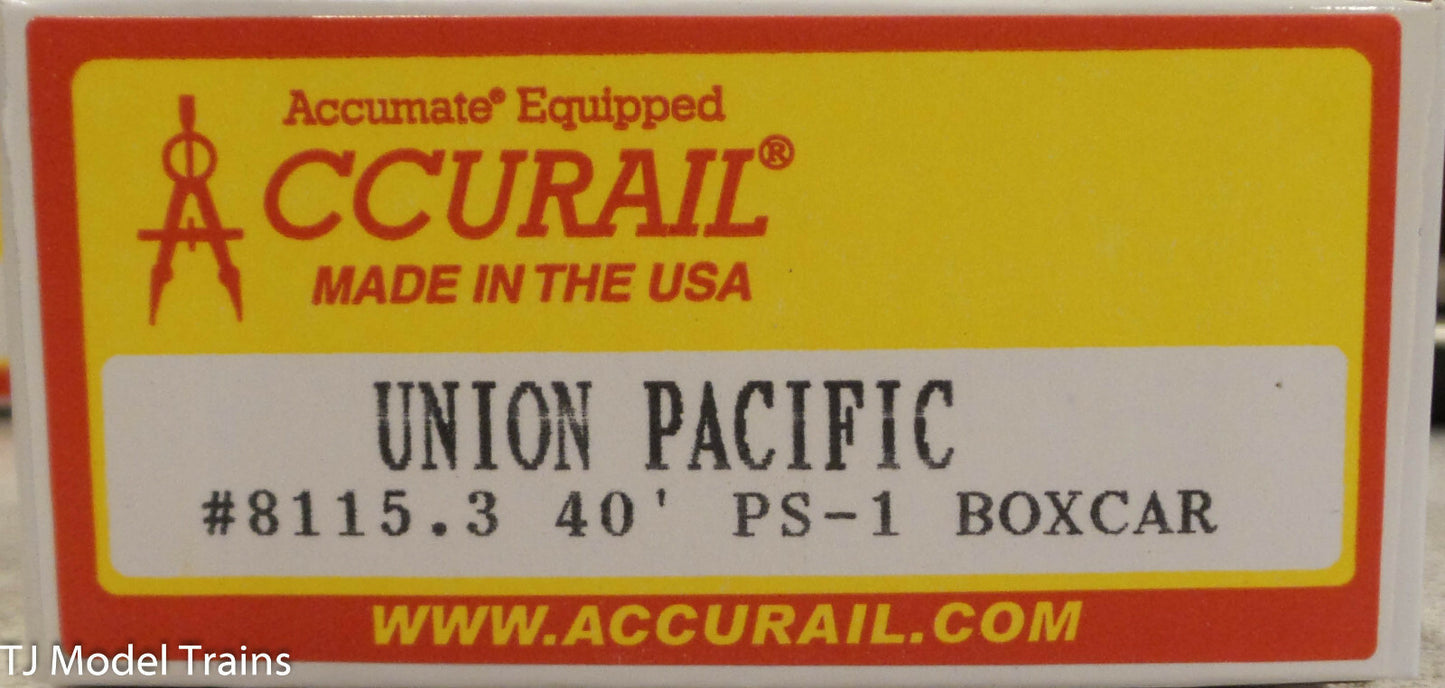 Accumate® Equipped
ACCURAIL®
MADE IN THE USA
UNION PACIFIC
#8115.3 40' PS-1 BOXCAR
WWW.ACCURAIL.COM
TJ Model Trains